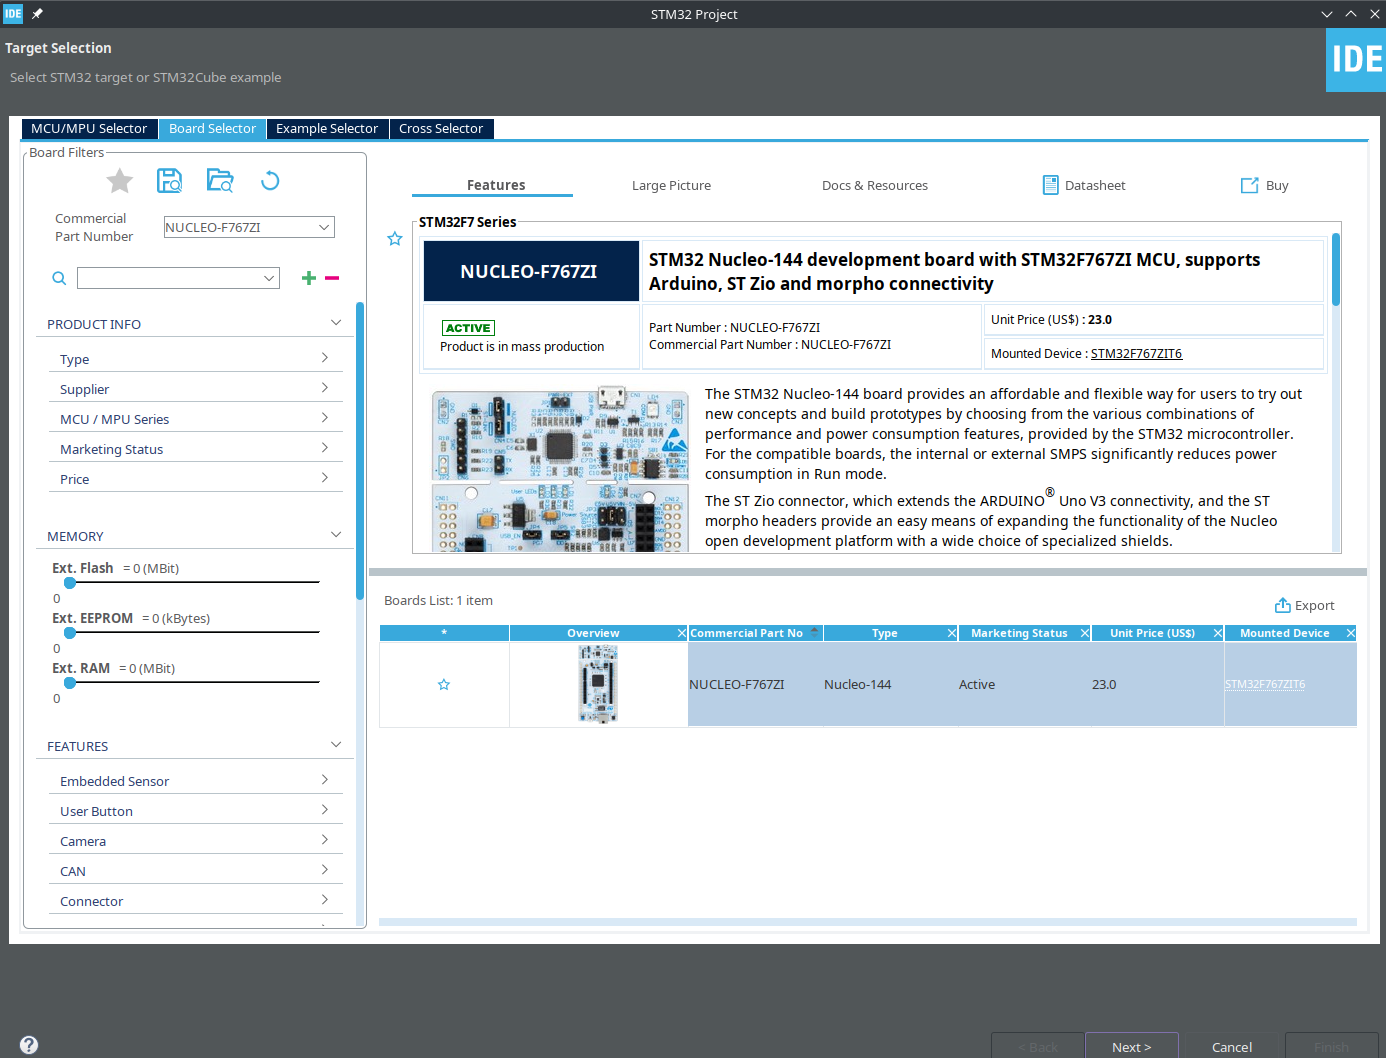 IDE
STM32 Project
Target Selection
Select STM32 target or STM32Cube example
IDE
MCU/MPU Selector
Board Selector
Example Selector
Cross Selector
Board Filters
Commercial
Part Number
NUCLEO-F767ZI
PRODUCT INFO
Type
Supplier
MCU / MPU Series
Marketing Status
Price
MEMORY
Ext. Flash = 0 (MBit)
0
Ext. EEPROM = 0 (kBytes)
0
Ext. RAM = 0 (MBit)
0
FEATURES
Embedded Sensor
User Button
Camera
CAN
Connector
Features
Large Picture
Docs & Resources
Datasheet
Buy
STM32F7 Series
NUCLEO-F767ZI
STM32 Nucleo-144 development board with STM32F767ZI MCU, supports
Arduino, ST Zio and morpho connectivity
ACTIVE
Product is in mass production
Part Number : NUCLEO-F767ZI
Commercial Part Number : NUCLEO-F767ZI
Unit Price (US$) : 23.0
Mounted Device : STM32F767ZIT6
The STM32 Nucleo-144 board provides an affordable and flexible way for users to try out
new concepts and build prototypes by choosing from the various combinations of
performance and power consumption features, provided by the STM32 microcontroller.
For the compatible boards, the internal or external SMPS significantly reduces power
consumption in Run mode.
The ST Zio connector, which extends the ARDUINO® Uno V3 connectivity, and the ST
morpho headers provide an easy means of expanding the functionality of the Nucleo
open development platform with a wide choice of specialized shields.
Boards List: 1 item
Export
*
Overview
Commercial Part No
Type
Marketing Status
Unit Price (US$)
Mounted Device
NUCLEO-F767ZI
Nucleo-144
Active
23.0
STM32F767ZIT6
?
< Back
Next >
Cancel
Finish